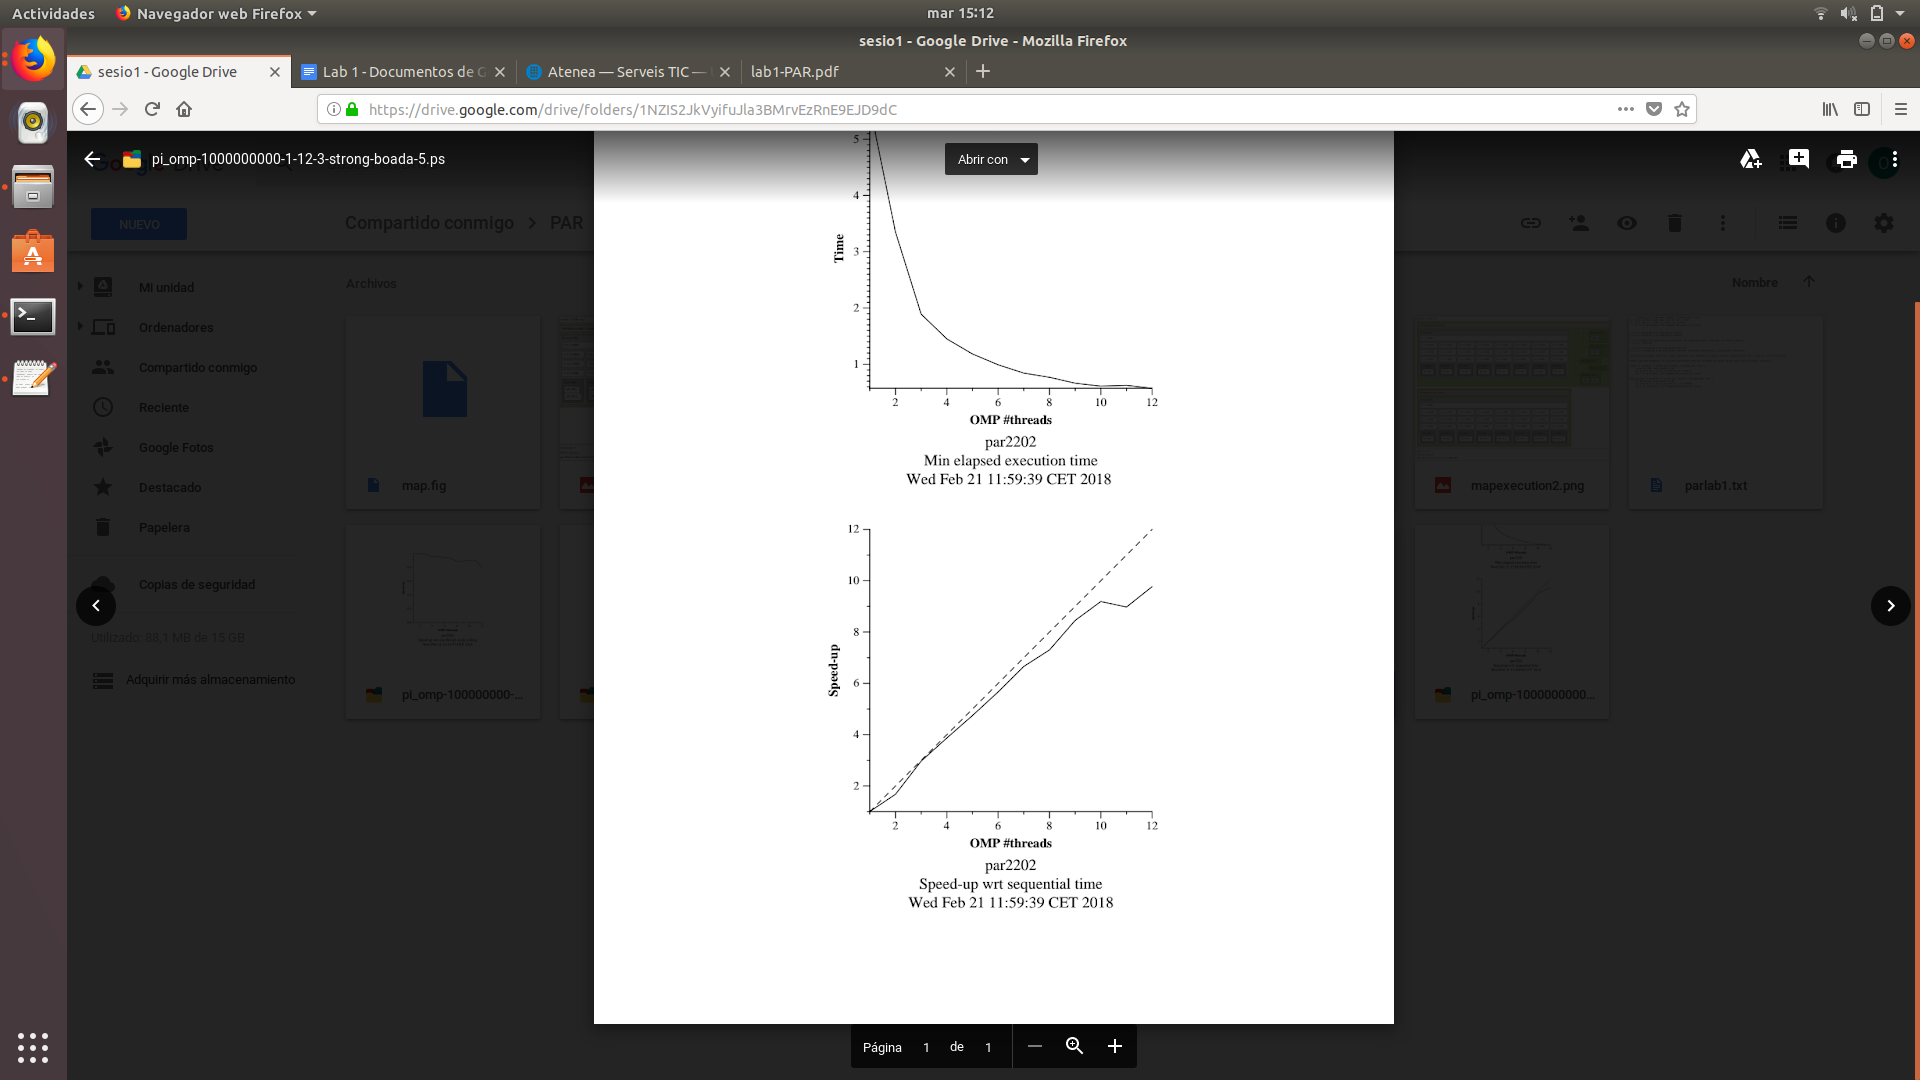 Actividades
Navegador web Firefox
mar 15:12
sesio1 - Google Drive - Mozilla Firefox
sesio1 - Google Drive
Lab 1 - Documentos de G
Atenea — Serveis TIC —
lab1-PAR.pdf
https://drive.google.com/drive/folders/1NZIS2JkVyifuJla3BMrvEzRnE9EJD9dC
pi_omp-1000000000-1-12-3-strong-boada-5.ps
Abrir con
NUEVO
Compartido conmigo > PAR
Mi unidad
Ordenadores
Compartido conmigo
Reciente
Google Fotos
Destacado
Papelera
Copias de seguridad
Utilizado: 88,1 MB de 15 GB
Adquirir más almacenamiento
Archivos
Nombre
map.fig
mapexecution2.png
parlab1.txt
pi_omp-100000000-...
pi_omp-1000000000...
5
4
3
2
1
Time
2 4 6 8 10 12
OMP #threads
par2202
Min elapsed execution time
Wed Feb 21 11:59:39 CET 2018
12
10
8
6
4
2
Speed-up
2 4 6 8 10 12
OMP #threads
par2202
Speed-up wrt sequential time
Wed Feb 21 11:59:39 CET 2018
Página 1 de 1